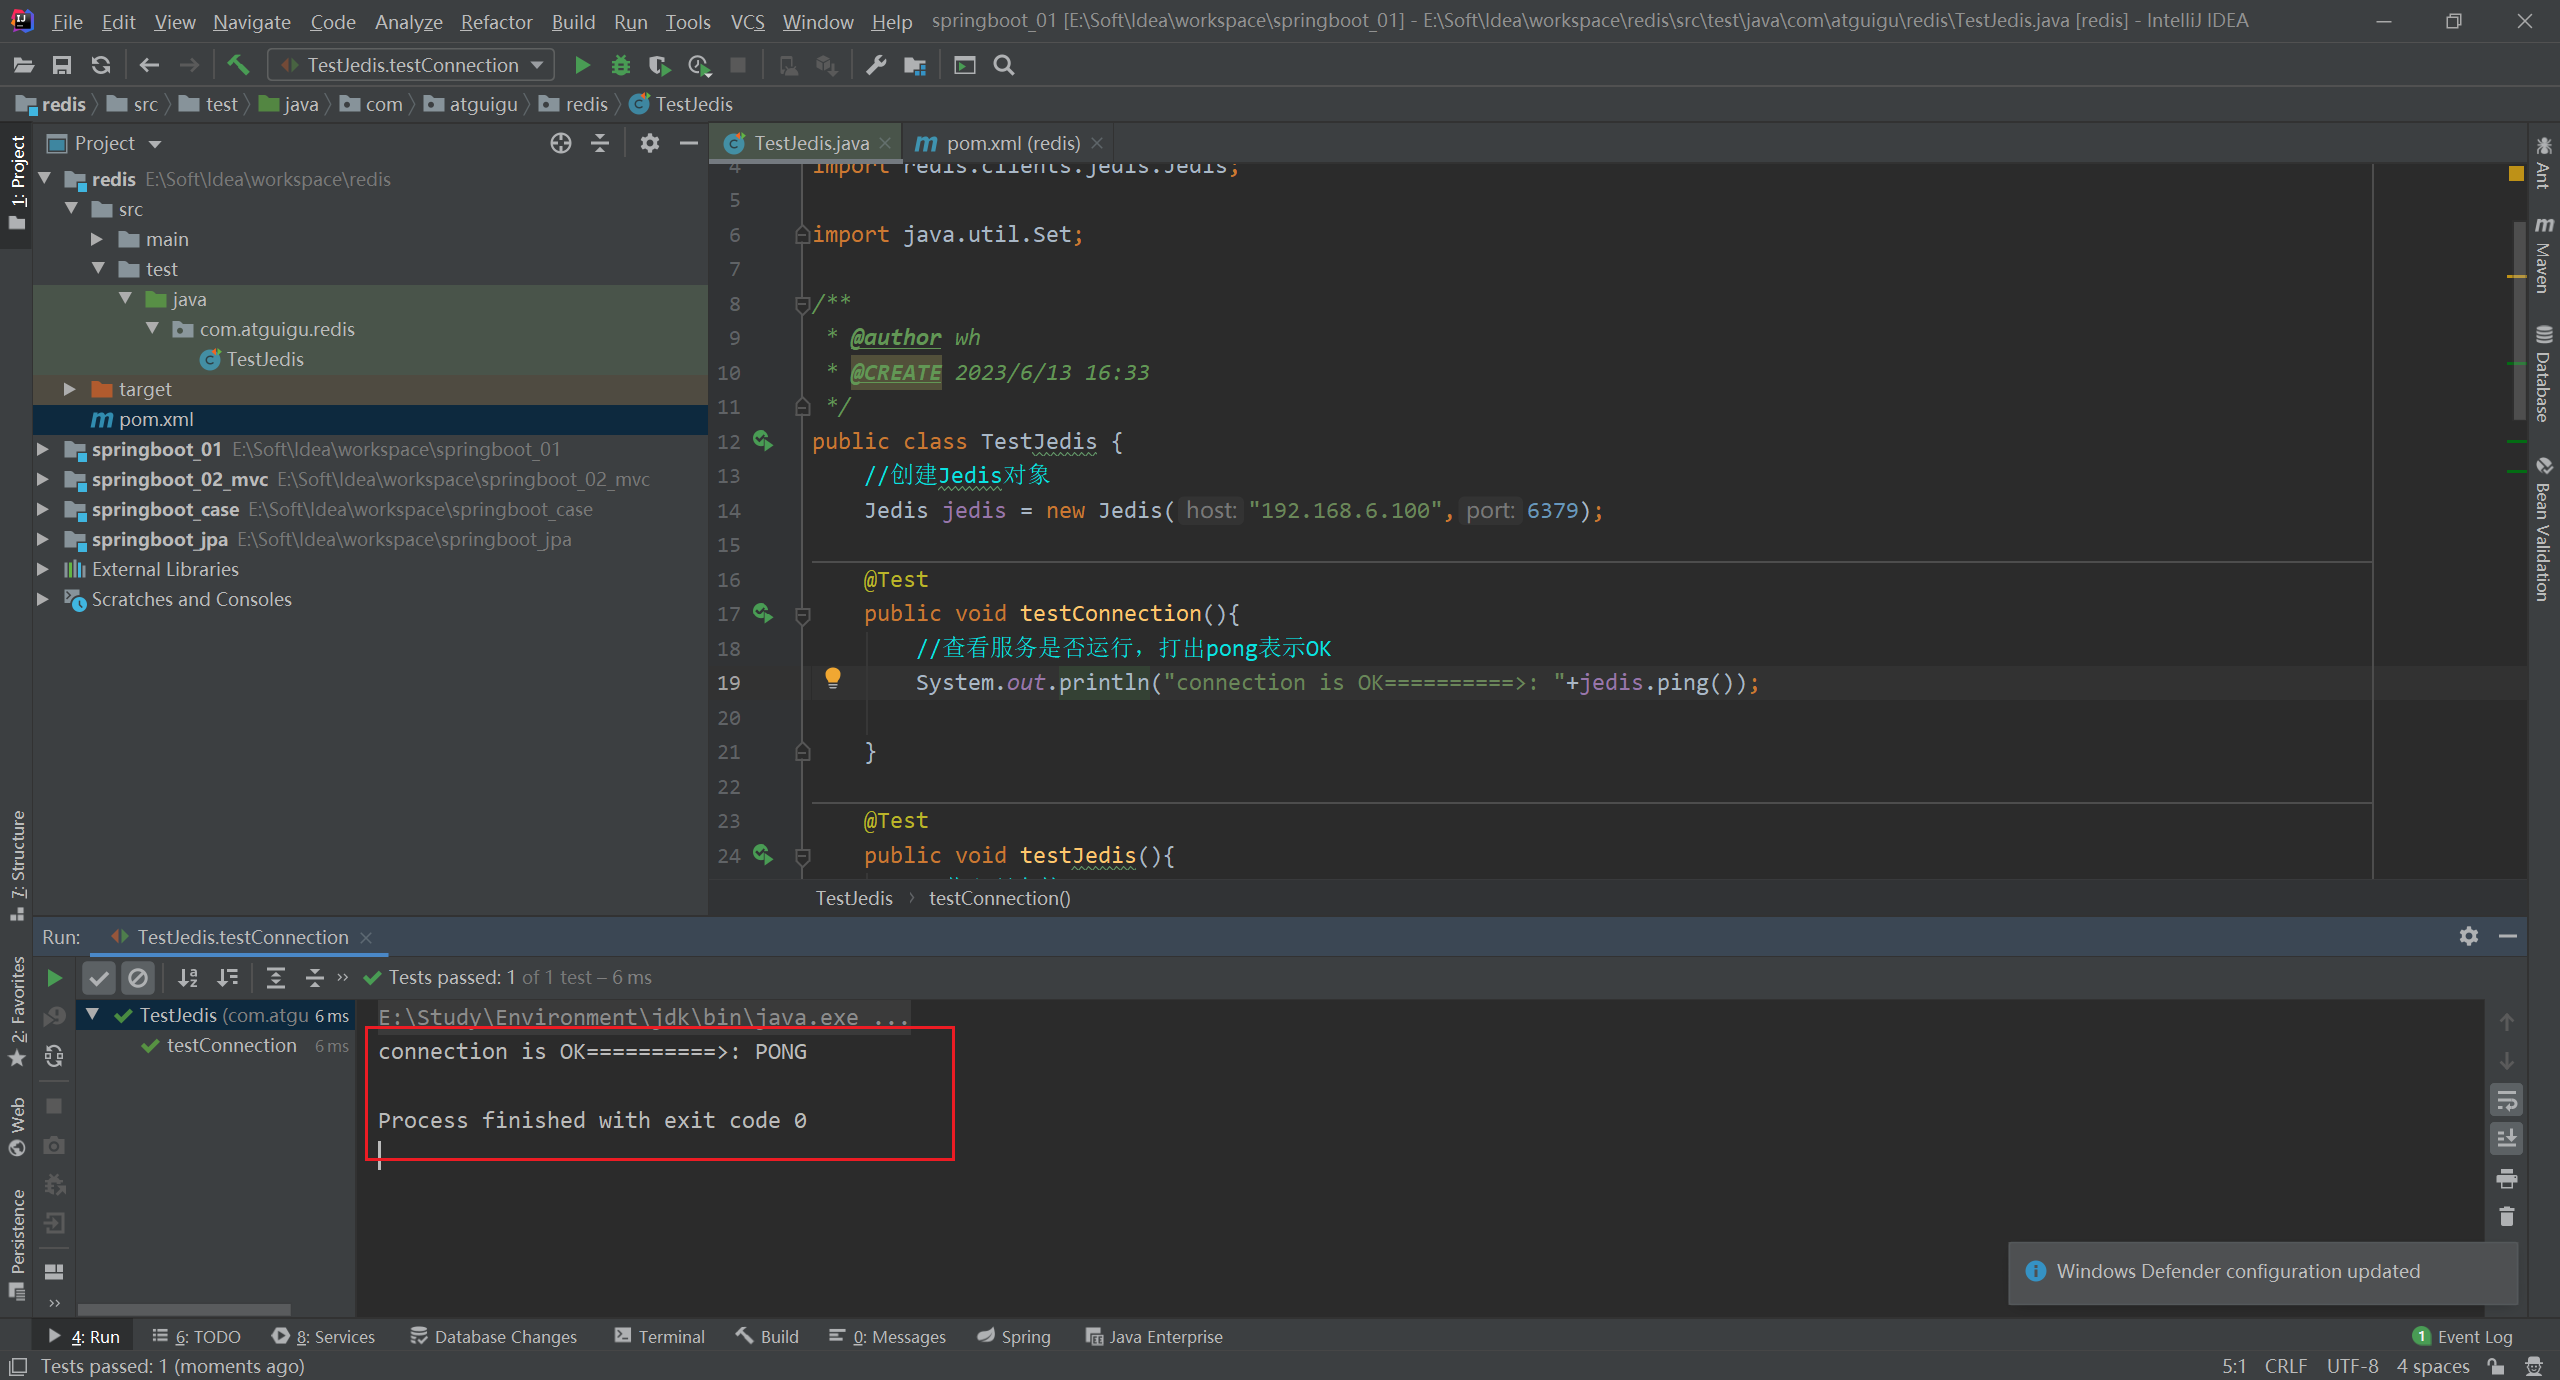 File Edit View Navigate Code Analyze Refactor Build Run Tools VCS Window Help springboot_01 [E:\Soft\Idea\workspace\springboot_01] - E:\Soft\Idea\workspace\redis\src\test\java\com\atguigu\redis\TestJedis.java [redis] - IntelliJ IDEA
TestJedis.testConnection
redis src test java com atguigu redis TestJedis
1: Project
7: Structure
2: Favorites
Web
Persistence
Project
redis E:\Soft\Idea\workspace\redis
src
main
test
java
com.atguigu.redis
TestJedis
target
pom.xml
springboot_01 E:\Soft\Idea\workspace\springboot_01
springboot_02_mvc E:\Soft\Idea\workspace\springboot_02_mvc
springboot_case E:\Soft\Idea\workspace\springboot_case
springboot_jpa E:\Soft\Idea\workspace\springboot_jpa
External Libraries
Scratches and Consoles
TestJedis.java pom.xml (redis)
4 import redis.clients.jedis.Jedis;
5
6 import java.util.Set;
7
8 /**
9 * @author wh
10 * @CREATE 2023/6/13 16:33
11 */
12 public class TestJedis {
13 //创建Jedis对象
14 Jedis jedis = new Jedis( host: "192.168.6.100", port: 6379);
15
16 @Test
17 public void testConnection(){
18 //查看服务是否运行，打出pong表示OK
19 System.out.println("connection is OK==========>: "+jedis.ping());
20
21 }
22
23 @Test
24 public void testJedis(){
TestJedis testConnection()
Ant
Maven
Database
Bean Validation
Run: TestJedis.testConnection
Tests passed: 1 of 1 test – 6 ms
TestJedis (com.atgu 6 ms
testConnection 6 ms
E:\Study\Environment\jdk\bin\java.exe ...
connection is OK==========>: PONG
Process finished with exit code 0
Windows Defender configuration updated
4: Run 6: TODO 8: Services Database Changes Terminal Build 0: Messages Spring Java Enterprise 1 Event Log
Tests passed: 1 (moments ago) 5:1 CRLF UTF-8 4 spaces